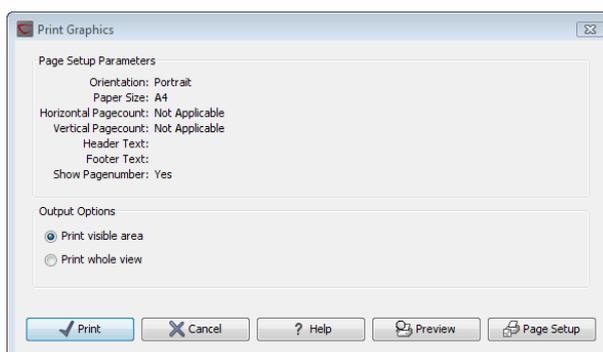 Print Graphics
Page Setup Parameters
Orientation: Portrait
Paper Size: A4
Horizontal Pagecount: Not Applicable
Vertical Pagecount: Not Applicable
Header Text:
Footer Text:
Show Pagenumber: Yes
Output Options
Print visible area
Print whole view
Print Cancel ? Help Preview Page Setup